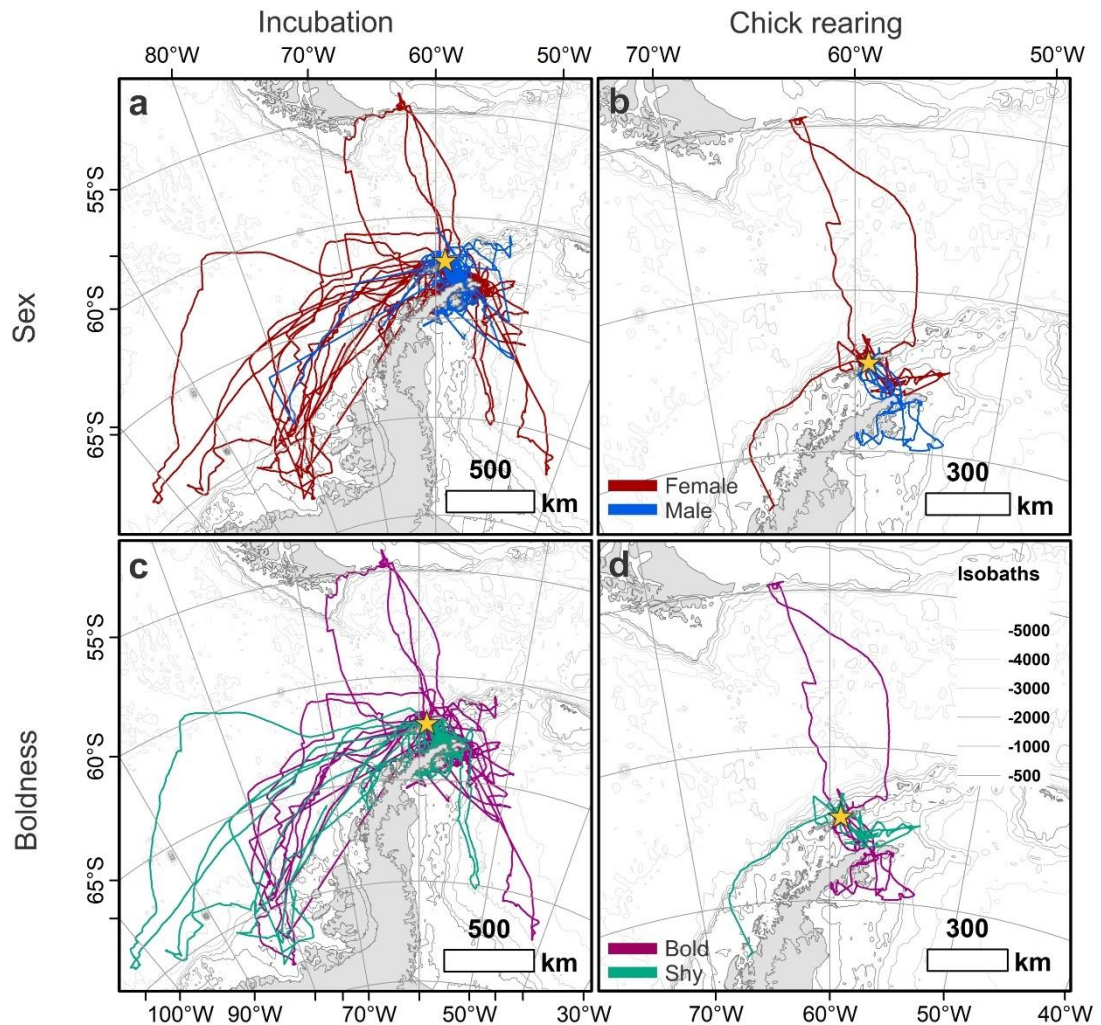 Incubation
Chick rearing
80°W 70°W 60°W 50°W
70°W 60°W 50°W
a
b
Sex
55°S
60°S
65°S
500
km
Female
Male
300
km
c
d
Boldness
55°S
60°S
65°S
Isobaths
-5000
-4000
-3000
-2000
-1000
-500
500
km
Bold
Shy
300
km
100°W 90°W 80°W 70°W 60°W 50°W 40°W 30°W
70°W 60°W 50°W 40°W